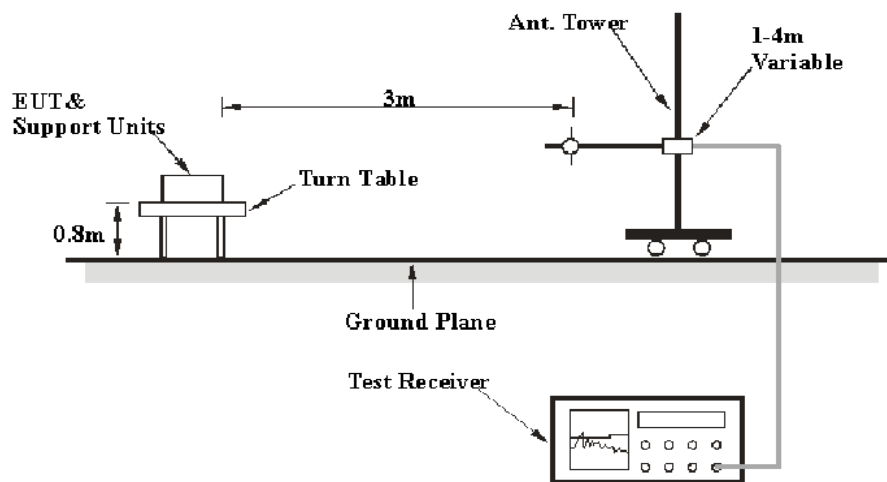 Ant. Tower
1-4m
Variable
3m
EUT&
Support Units
Turn Table
0.8m
Ground Plane
Test Receiver